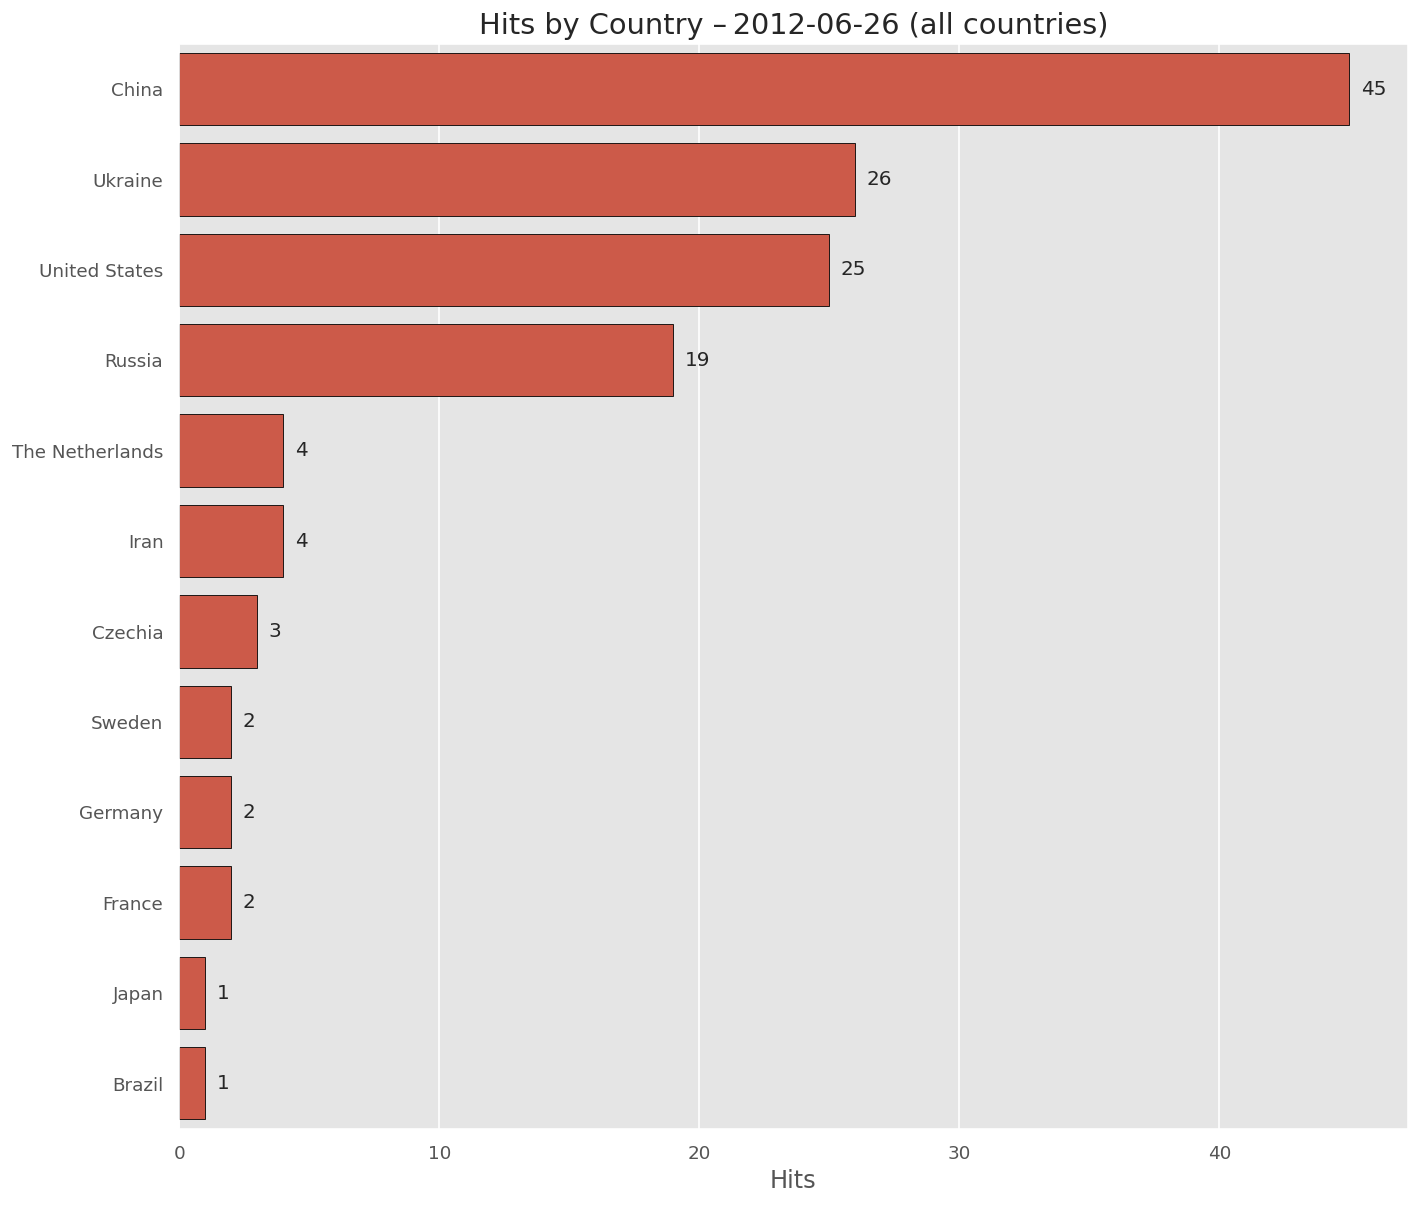 Hits by Country – 2012-06-26 (all countries)
China 45
Ukraine 26
United States 25
Russia 19
The Netherlands 4
Iran 4
Czechia 3
Sweden 2
Germany 2
France 2
Japan 1
Brazil 1
0 10 20 30 40
Hits